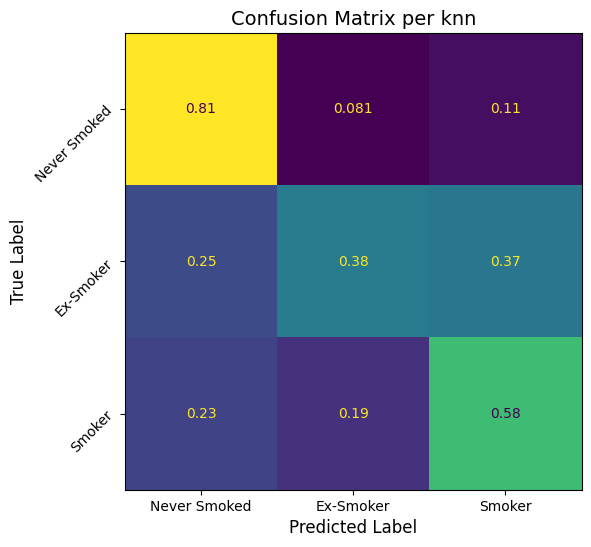 Confusion Matrix per knn
True Label
Never Smoked
0.81 0.081 0.11
Ex-Smoker
0.25 0.38 0.37
Smoker
0.23 0.19 0.58
Never Smoked Ex-Smoker Smoker
Predicted Label